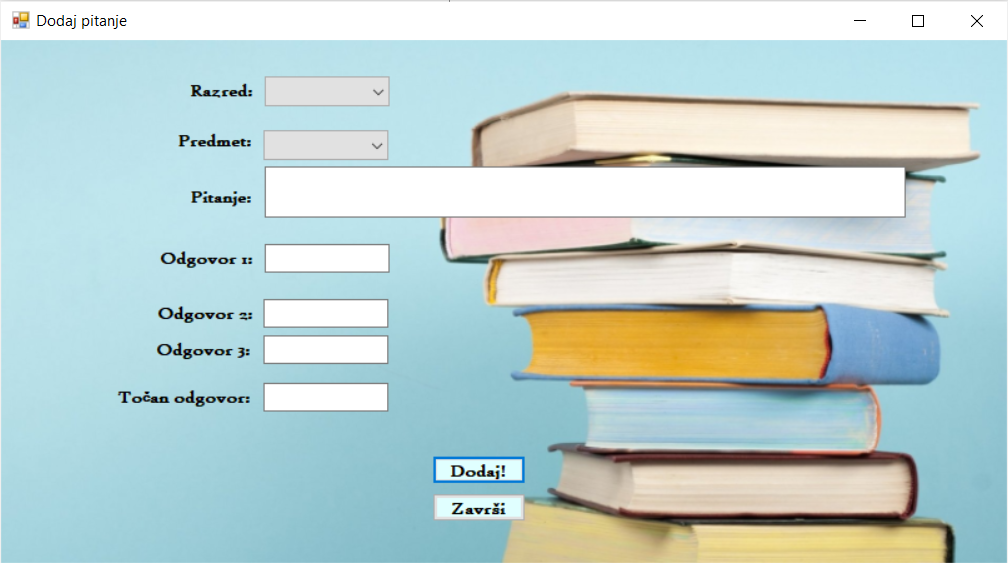 Dodaj pitanje
Razred:
Predmet:
Pitanje:
Odgovor 1:
Odgovor 2:
Odgovor 3:
Točan odgovor:
Dodaj!
Završi